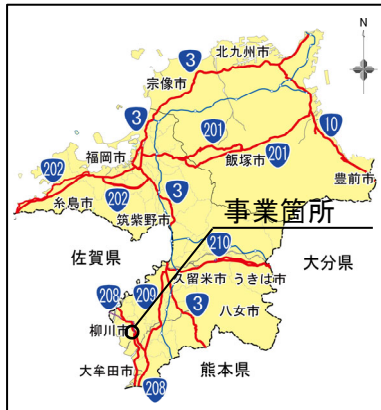 N
北九州市
3
宗像市
3
201
10
福岡市
202
飯塚市
201
豊前市
糸島市
202
3
筑紫野市
事業箇所
佐賀県
210
大分県
久留米市
うきは市
208
209
3
八女市
柳川市
大牟田市
熊本県
208